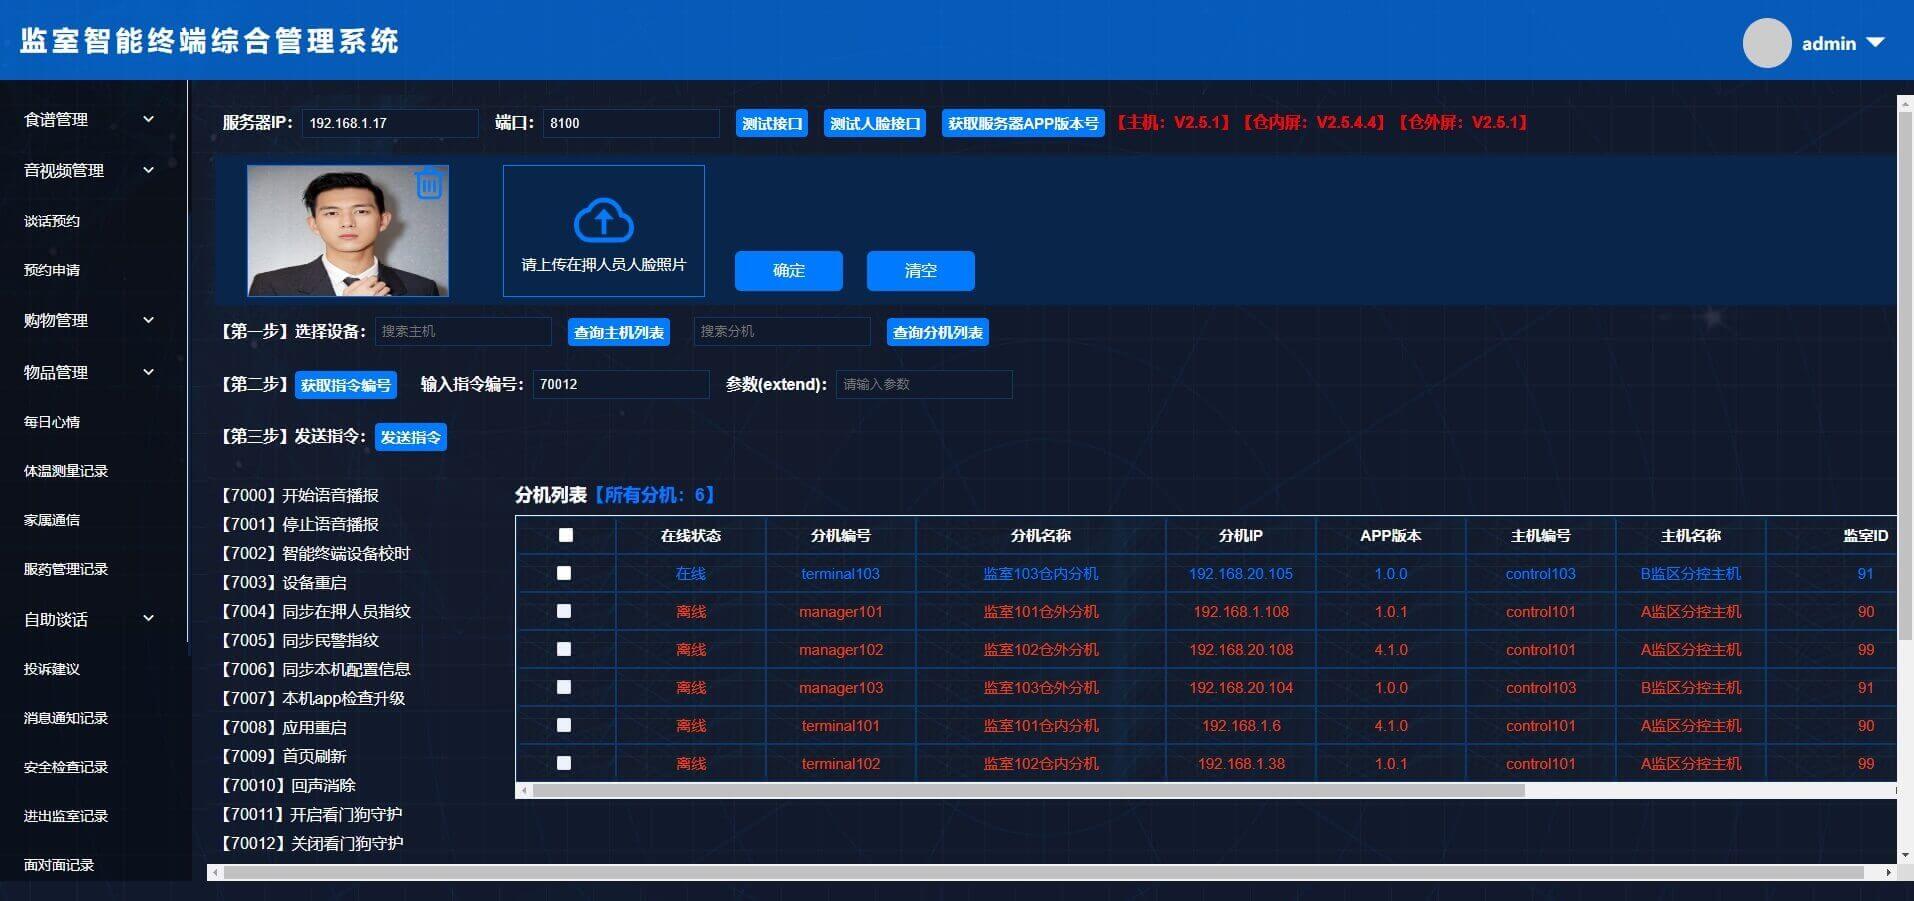 监室智能终端综合管理系统
admin
食谱管理
音视频管理
谈话预约
预约申请
购物管理
物品管理
每日心情
体温测量记录
家属通信
服药管理记录
自助谈话
投诉建议
消息通知记录
安全检查记录
进出监室记录
面对面记录
服务器IP： 192.168.1.17 端口： 8100 测试接口 测试人脸接口 获取服务器APP版本号 【主机：V2.5.1】【仓内屏：V2.5.4.4】【仓外屏：V2.5.1】
请上传在押人员人脸照片
确定 清空
【第一步】选择设备： 搜索主机 查询主机列表 搜索分机 查询分机列表
【第二步】 获取指令编号 输入指令编号： 70012 参数(extend)： 请输入参数
【第三步】发送指令： 发送指令
【7000】开始语音播报
【7001】停止语音播报
【7002】智能终端设备校时
【7003】设备重启
【7004】同步在押人员指纹
【7005】同步民警指纹
【7006】同步本机配置信息
【7007】本机app检查升级
【7008】应用重启
【7009】首页刷新
【70010】回声消除
【70011】开启看门狗守护
【70012】关闭看门狗守护
分机列表【所有分机：6】
在线状态 分机编号 分机名称 分机IP APP版本 主机编号 主机名称 监室ID
在线 terminal103 监室103仓内分机 192.168.20.105 1.0.0 control103 B监区分控主机 91
离线 manager101 监室101仓外分机 192.168.1.108 1.0.1 control101 A监区分控主机 90
离线 manager102 监室102仓外分机 192.168.20.108 4.1.0 control101 A监区分控主机 99
离线 manager103 监室103仓外分机 192.168.20.104 1.0.0 control103 B监区分控主机 91
离线 terminal101 监室101仓内分机 192.168.1.6 4.1.0 control101 A监区分控主机 90
离线 terminal102 监室102仓内分机 192.168.1.38 1.0.1 control101 A监区分控主机 99